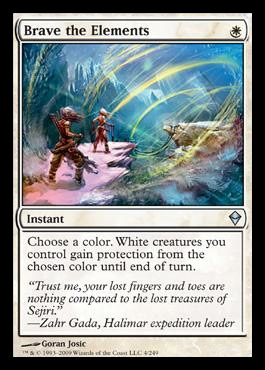 Brave the Elements
Instant
Choose a color. White creatures you
control gain protection from the
chosen color until end of turn.
“Trust me, your lost fingers and toes are
nothing compared to the lost treasures of
Sejiri.”
—Zahr Gada, Halimar expedition leader
Goran Josic
™ & © 1993–2009 Wizards of the Coast LLC 4/249